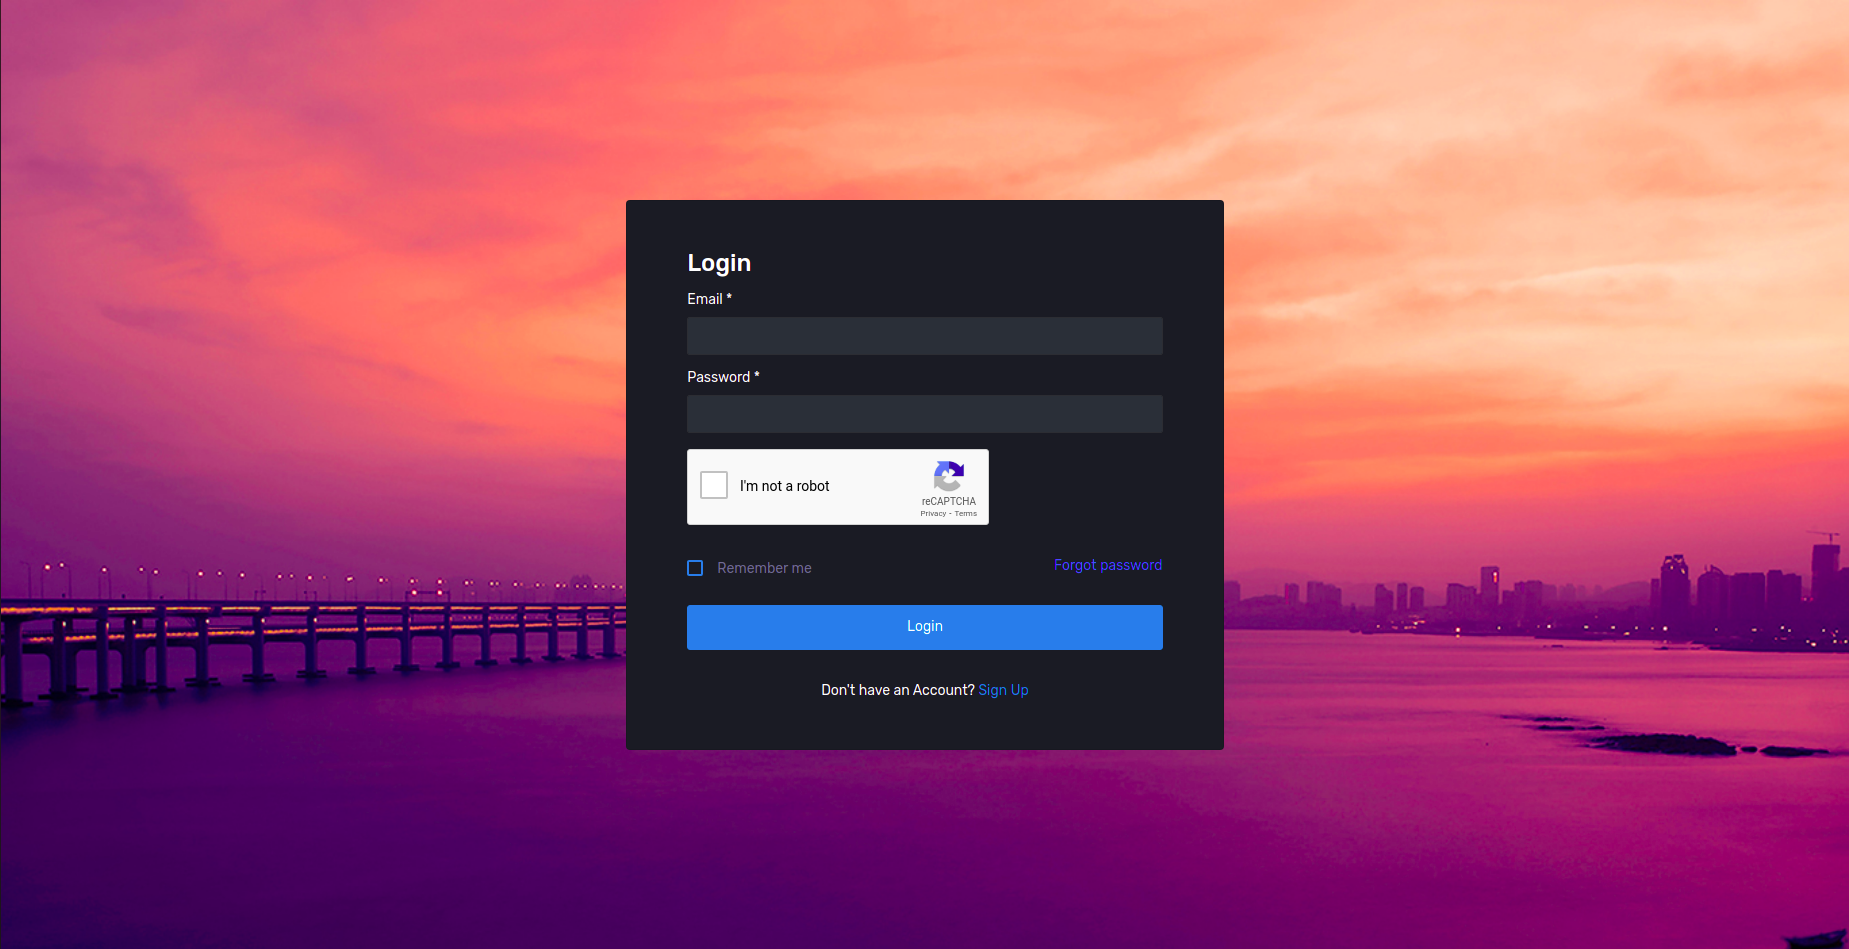 Login
Email *
Password *
I'm not a robot
reCAPTCHA
Privacy - Terms
Remember me
Forgot password
Login
Don't have an Account? Sign Up